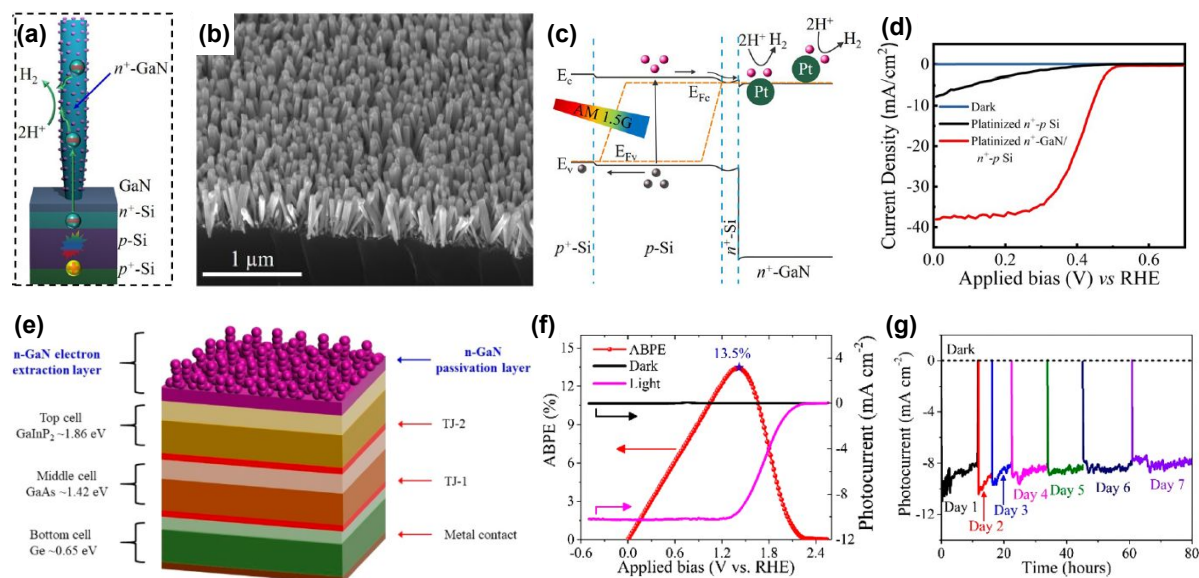 (a)
n⁺-GaN
H₂
2H⁺
GaN
n⁺-Si
p-Si
p⁺-Si
(b)
1 μm
(c)
2H⁺ H₂
2H⁺
H₂
Pt
Pt
E_c
E_Fc
AM 1.5G
E_Fv
E_v
p⁺-Si
p-Si
n⁺-Si
n⁺-GaN
(d)
Current Density (mA/cm²)
0
-10
-20
-30
-40
Dark
Platinized n⁺-p Si
Platinized n⁺-GaN/
n⁺-p Si
0.0 0.2 0.4 0.6
Applied bias (V) vs RHE
(e)
n-GaN electron
extraction layer
n-GaN
passivation layer
Top cell
GaInP₂ ~1.86 eV
TJ-2
Middle cell
GaAs ~1.42 eV
TJ-1
Bottom cell
Ge ~0.65 eV
Metal contact
(f)
ABPE (%)
15
12
9
6
3
0
ABPE
Dark
Light
13.5%
4
0
-4
-8
-12
Photocurrent (mA cm⁻²)
-0.6 0.0 0.6 1.2 1.8 2.4
Applied bias (V vs. RHE)
(g)
Photocurrent (mA cm⁻²)
0
-4
-8
-12
Dark
Day 1
Day 2
Day 3
Day 4
Day 5
Day 6
Day 7
0 20 40 60 80
Time (hours)